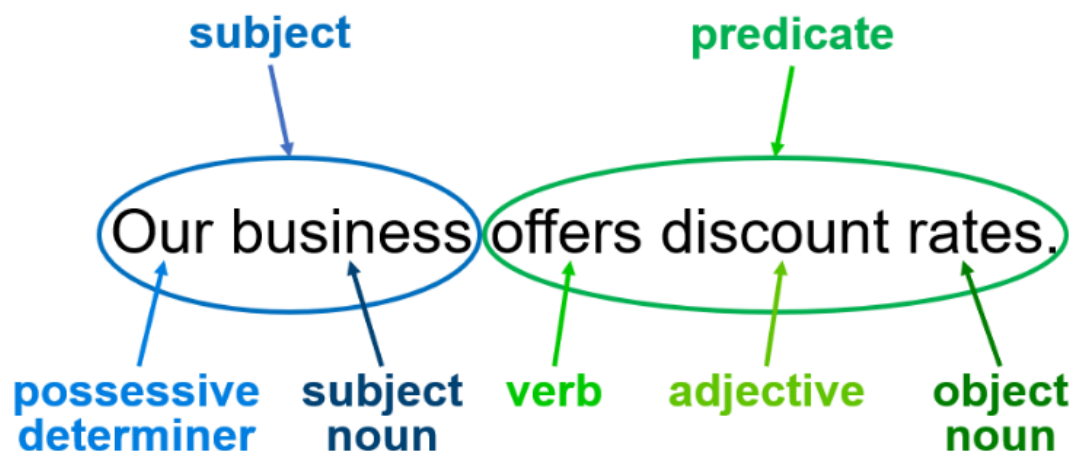 subject predicate
Our business offers discount rates.
possessive subject verb adjective object
determiner noun noun